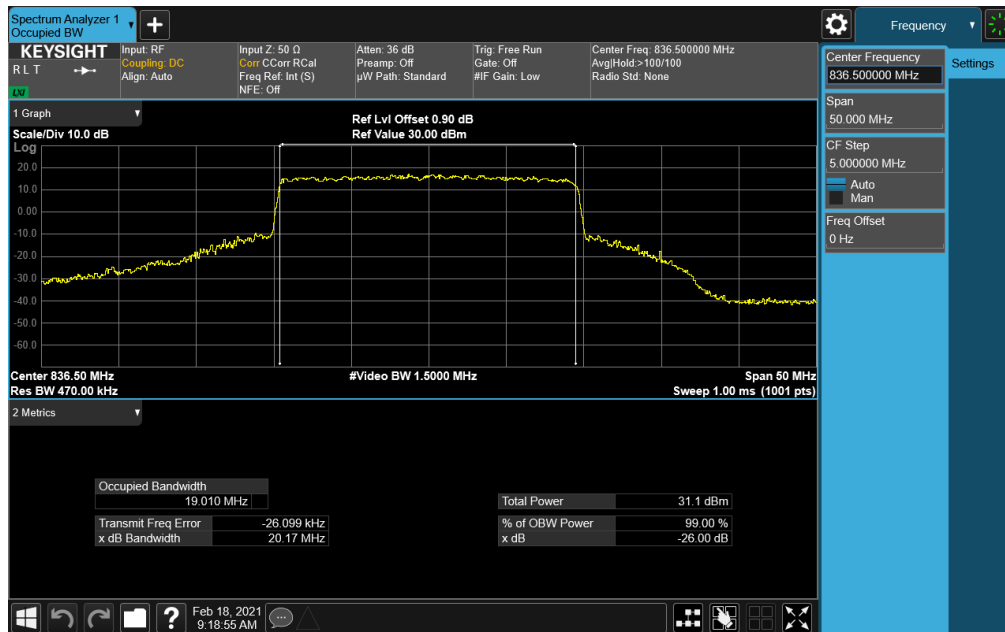 Spectrum Analyzer 1
Occupied BW
Frequency
KEYSIGHT
R L T
LXI
Input: RF
Coupling: DC
Align: Auto
Input Z: 50 Ω
Corr CCorr RCal
Freq Ref: Int (S)
NFE: Off
Atten: 36 dB
Preamp: Off
µW Path: Standard
Trig: Free Run
Gate: Off
#IF Gain: Low
Center Freq: 836.500000 MHz
Avg|Hold:>100/100
Radio Std: None
Center Frequency
836.500000 MHz
Settings
Span
50.000 MHz
CF Step
5.000000 MHz
Auto
Man
Freq Offset
0 Hz
1 Graph
Scale/Div 10.0 dB
Ref Lvl Offset 0.90 dB
Ref Value 30.00 dBm
Log
20.0
10.0
0.00
-10.0
-20.0
-30.0
-40.0
-50.0
-60.0
Center 836.50 MHz
#Video BW 1.5000 MHz
Span 50 MHz
Res BW 470.00 kHz
Sweep 1.00 ms (1001 pts)
2 Metrics
Occupied Bandwidth
19.010 MHz
Transmit Freq Error -26.099 kHz
x dB Bandwidth 20.17 MHz
Total Power 31.1 dBm
% of OBW Power 99.00 %
x dB -26.00 dB
?
Feb 18, 2021
9:18:55 AM